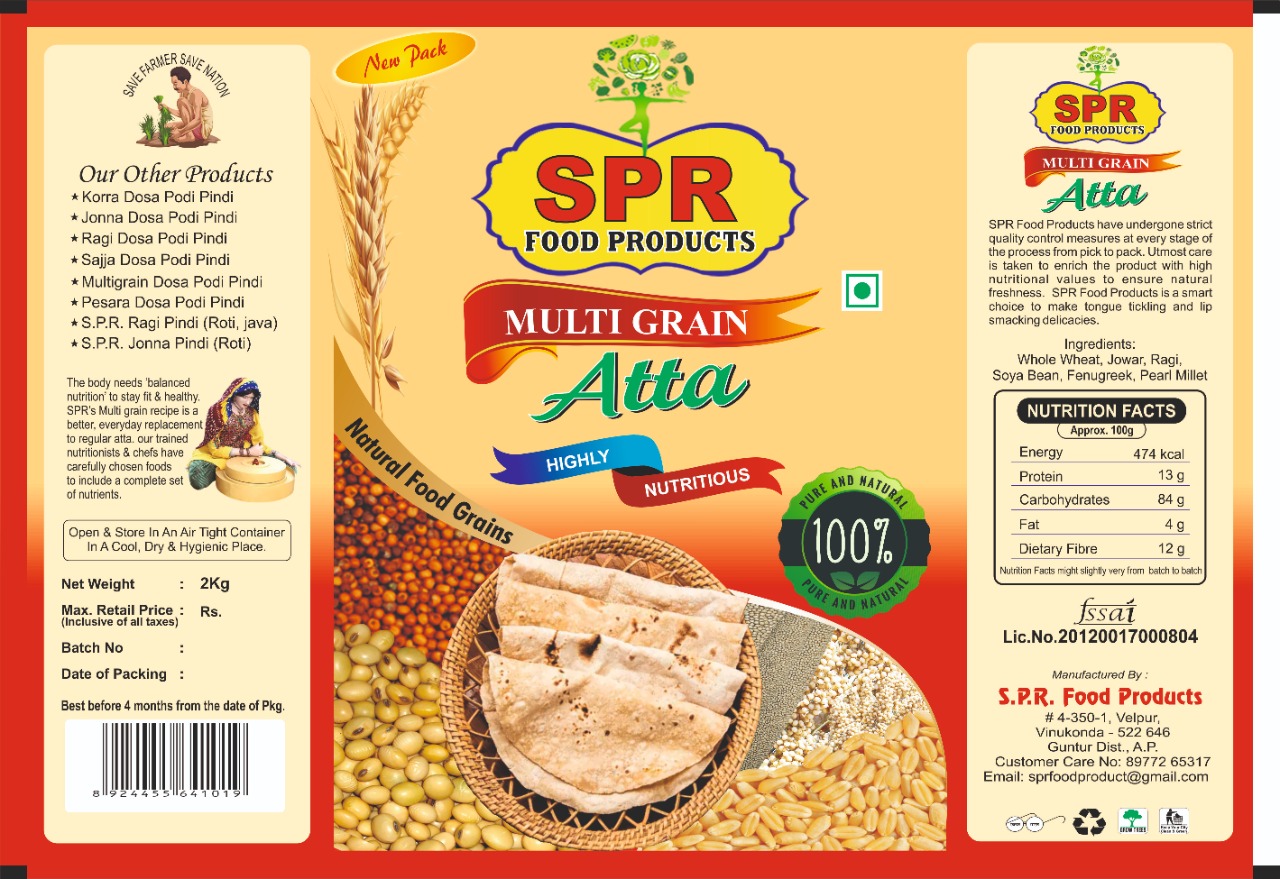 SAVE FARMER SAVE NATION
Our Other Products
★ Korra Dosa Podi Pindi
★ Jonna Dosa Podi Pindi
★ Ragi Dosa Podi Pindi
★ Sajja Dosa Podi Pindi
★ Multigrain Dosa Podi Pindi
★ Pesara Dosa Podi Pindi
★ S.P.R. Ragi Pindi (Roti, java)
★ S.P.R. Jonna Pindi (Roti)
The body needs 'balanced
nutrition' to stay fit & healthy.
SPR's Multi grain recipe is a
better, everyday replacement
to regular atta. our trained
nutritionists & chefs have
carefully chosen foods
to include a complete set
of nutrients.
Open & Store In An Air Tight Container
In A Cool, Dry & Hygienic Place.
Net Weight : 2Kg
Max. Retail Price : Rs.
(Inclusive of all taxes)
Batch No :
Date of Packing :
Best before 4 months from the date of Pkg.
8 924455 641019
New Pack
SPR
FOOD PRODUCTS
MULTI GRAIN
Atta
HIGHLY
NUTRITIOUS
Natural Food Grains
PURE AND NATURAL
100%
PURE AND NATURAL
SPR
FOOD PRODUCTS
MULTI GRAIN
Atta
SPR Food Products have undergone strict
quality control measures at every stage of
the process from pick to pack. Utmost care
is taken to enrich the product with high
nutritional values to ensure natural
freshness. SPR Food Products is a smart
choice to make tongue tickling and lip
smacking delicacies.
Ingredients:
Whole Wheat, Jowar, Ragi,
Soya Bean, Fenugreek, Pearl Millet
NUTRITION FACTS
Approx. 100g
Energy 474 kcal
Protein 13 g
Carbohydrates 84 g
Fat 4 g
Dietary Fibre 12 g
Nutrition Facts might slightly very from batch to batch
fssai
Lic.No.20120017000804
Manufactured By :
S.P.R. Food Products
# 4-350-1, Velpur,
Vinukonda - 522 646
Guntur Dist., A.P.
Customer Care No: 89772 65317
Email: sprfoodproduct@gmail.com
GROW TREES